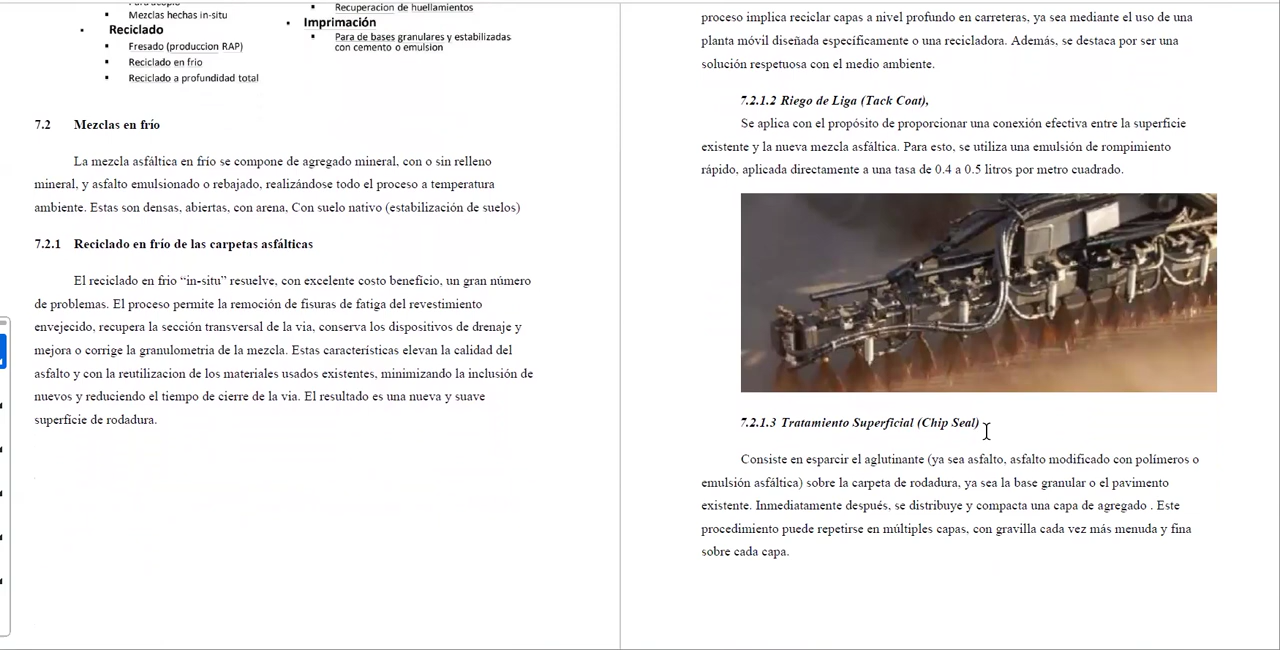 Mezclas hechas in-situ
Reciclado
Fresado (produccion RAP)
Reciclado en frio
Reciclado a profundidad total
Recuperacion de huellamientos
Imprimación
Para de bases granulares y estabilizadas
con cemento o emulsion
7.2 Mezclas en frío
La mezcla asfáltica en frío se compone de agregado mineral, con o sin relleno
mineral, y asfalto emulsionado o rebajado, realizándose todo el proceso a temperatura
ambiente. Estas son densas, abiertas, con arena, Con suelo nativo (estabilización de suelos)
7.2.1 Reciclado en frío de las carpetas asfálticas
El reciclado en frio “in-situ” resuelve, con excelente costo beneficio, un gran número
de problemas. El proceso permite la remoción de fisuras de fatiga del revestimiento
envejecido, recupera la sección transversal de la via, conserva los dispositivos de drenaje y
mejora o corrige la granulometria de la mezcla. Estas características elevan la calidad del
asfalto y con la reutilizacion de los materiales usados existentes, minimizando la inclusión de
nuevos y reduciendo el tiempo de cierre de la via. El resultado es una nueva y suave
superficie de rodadura.
proceso implica reciclar capas a nivel profundo en carreteras, ya sea mediante el uso de una
planta móvil diseñada específicamente o una recicladora. Además, se destaca por ser una
solución respetuosa con el medio ambiente.
7.2.1.2 Riego de Liga (Tack Coat),
Se aplica con el propósito de proporcionar una conexión efectiva entre la superficie
existente y la nueva mezcla asfáltica. Para esto, se utiliza una emulsión de rompimiento
rápido, aplicada directamente a una tasa de 0.4 a 0.5 litros por metro cuadrado.
7.2.1.3 Tratamiento Superficial (Chip Seal)
Consiste en esparcir el aglutinante (ya sea asfalto, asfalto modificado con polímeros o
emulsión asfáltica) sobre la carpeta de rodadura, ya sea la base granular o el pavimento
existente. Inmediatamente después, se distribuye y compacta una capa de agregado . Este
procedimiento puede repetirse en múltiples capas, con gravilla cada vez más menuda y fina
sobre cada capa.